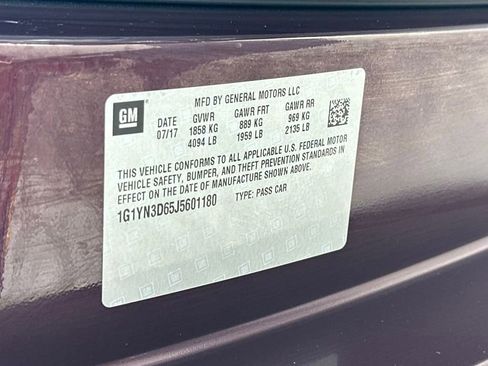 GM
MFD BY GENERAL MOTORS LLC
DATE GVWR GAWR FRT GAWR RR
07/17 1858 KG 889 KG 969 KG
4094 LB 1959 LB 2135 LB
THIS VEHICLE CONFORMS TO ALL APPLICABLE U.S. FEDERAL MOTOR
VEHICLE SAFETY, BUMPER, AND THEFT PREVENTION STANDARDS IN
EFFECT ON THE DATE OF MANUFACTURE SHOWN ABOVE.
1G1YN3D65J5601180 TYPE: PASS CAR